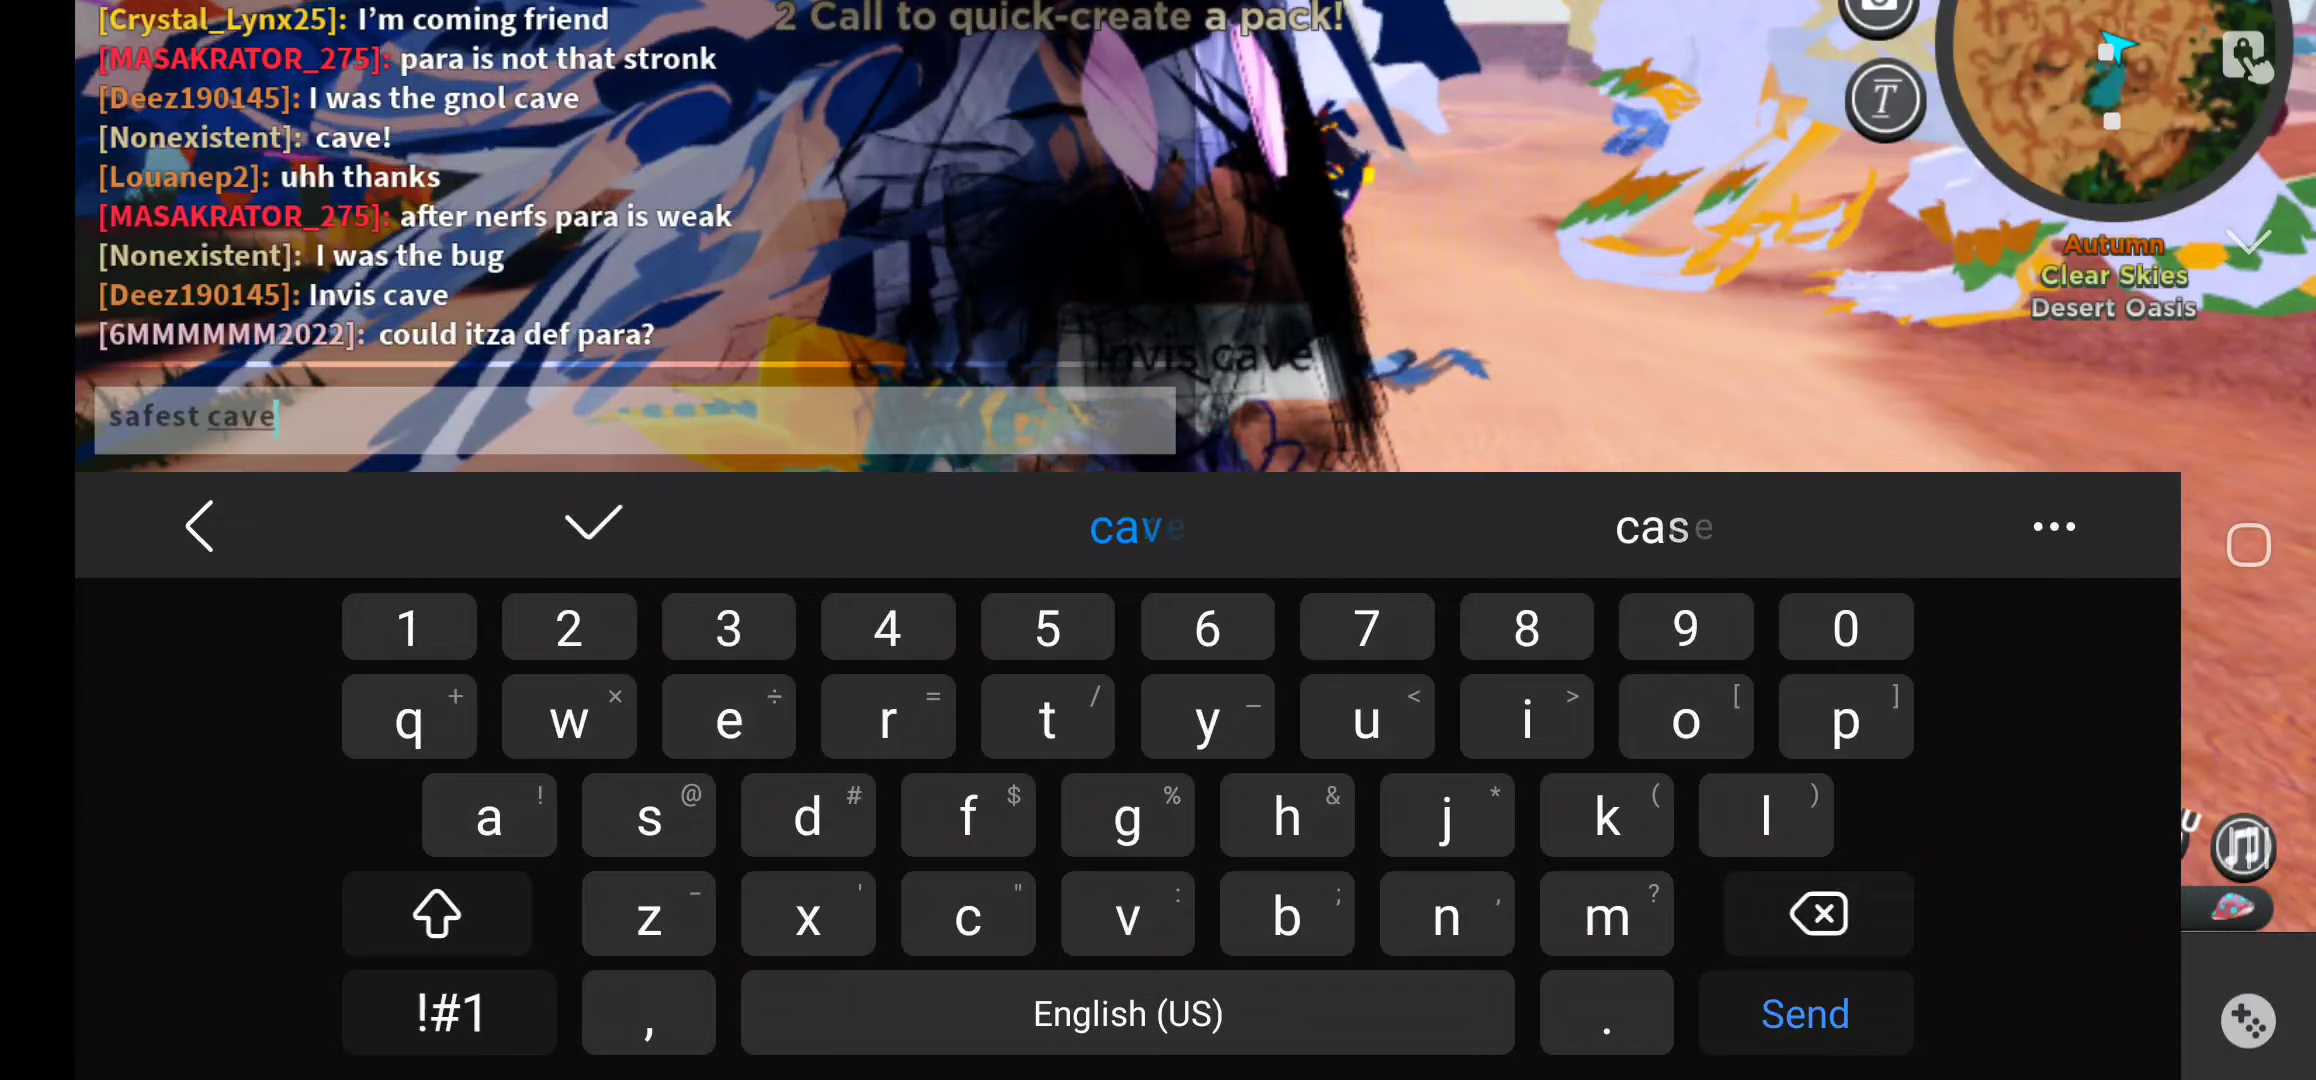 [Crystal_Lynx25]: I'm coming friend
2 Call to quick-create a pack!
[MASAKRATOR_275]: para is not that stronk
[Deez190145]: I was the gnol cave
[Nonexistent]: cave!
[Louanep2]: uhh thanks
[MASAKRATOR_275]: after nerfs para is weak
[Nonexistent]: I was the bug
[Deez190145]: Invis cave
[6MMMMMM2022]: could itza def para?
T
Autumn
Clear Skies
Desert Oasis
Invis cave
safest cave
cave
case
•••
1 2 3 4 5 6 7 8 9 0
q + w × e ÷ r = t / y _ u < i > o [ p ]
a ! s @ d # f $ g % h & j * k ( l )
z - x ' c " v : b ; n , m ?
!#1 , English (US) . Send
U